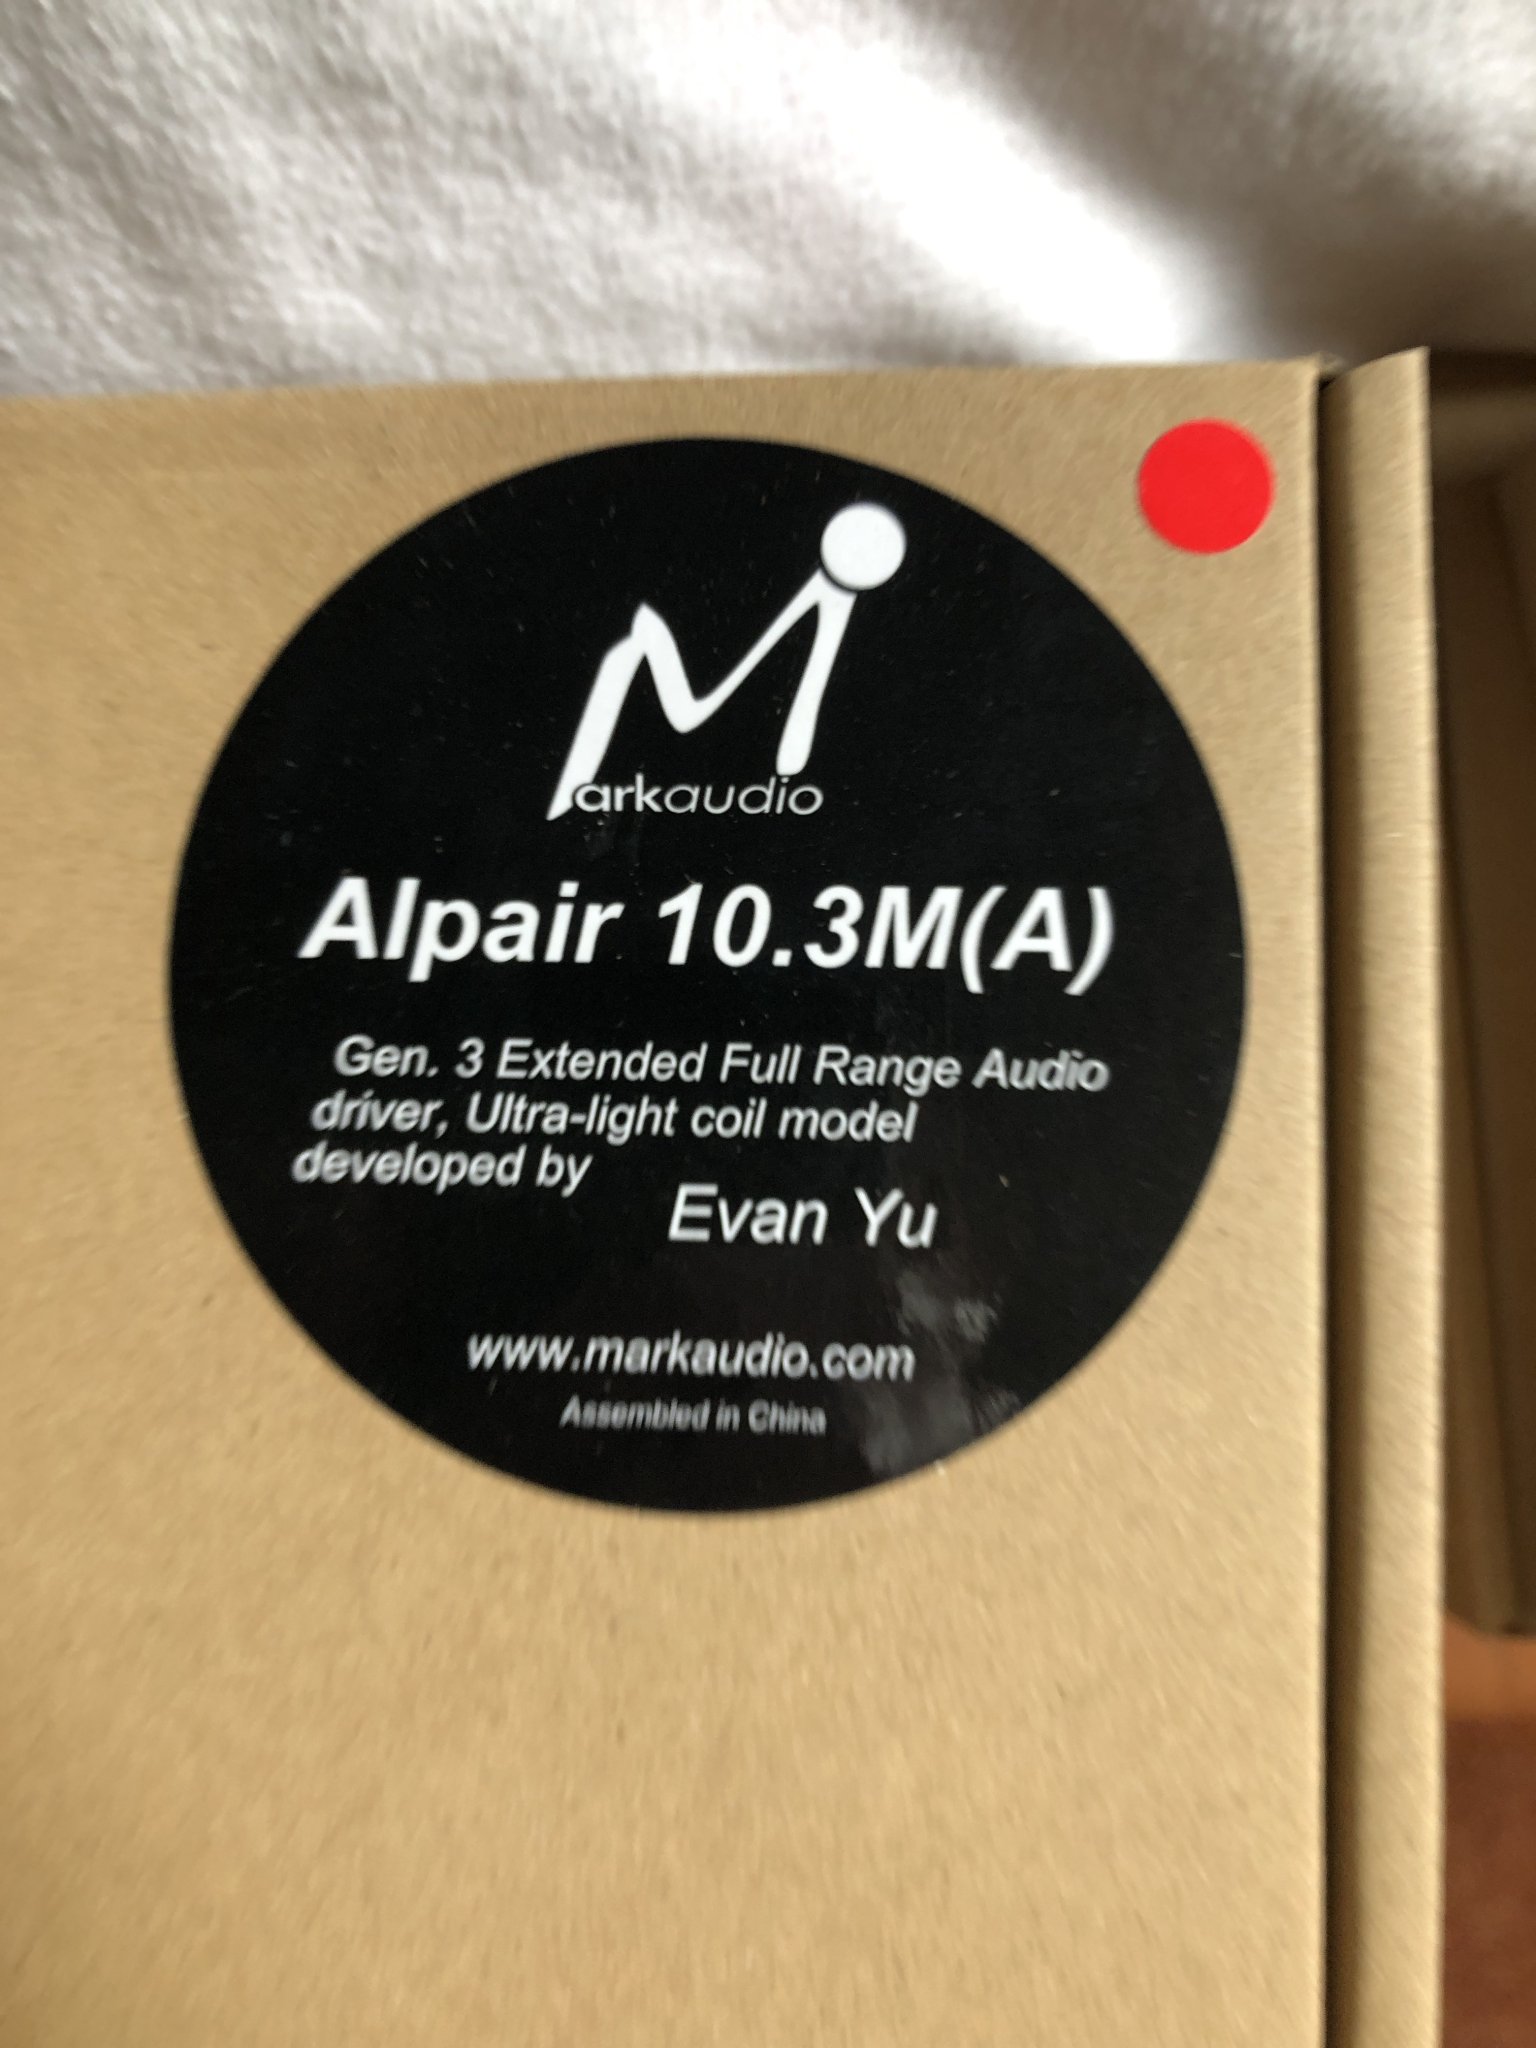 Markaudio
Alpair 10.3M(A)
Gen. 3 Extended Full Range Audio
driver, Ultra-light coil model
developed by
Evan Yu
www.markaudio.com
Assembled in China